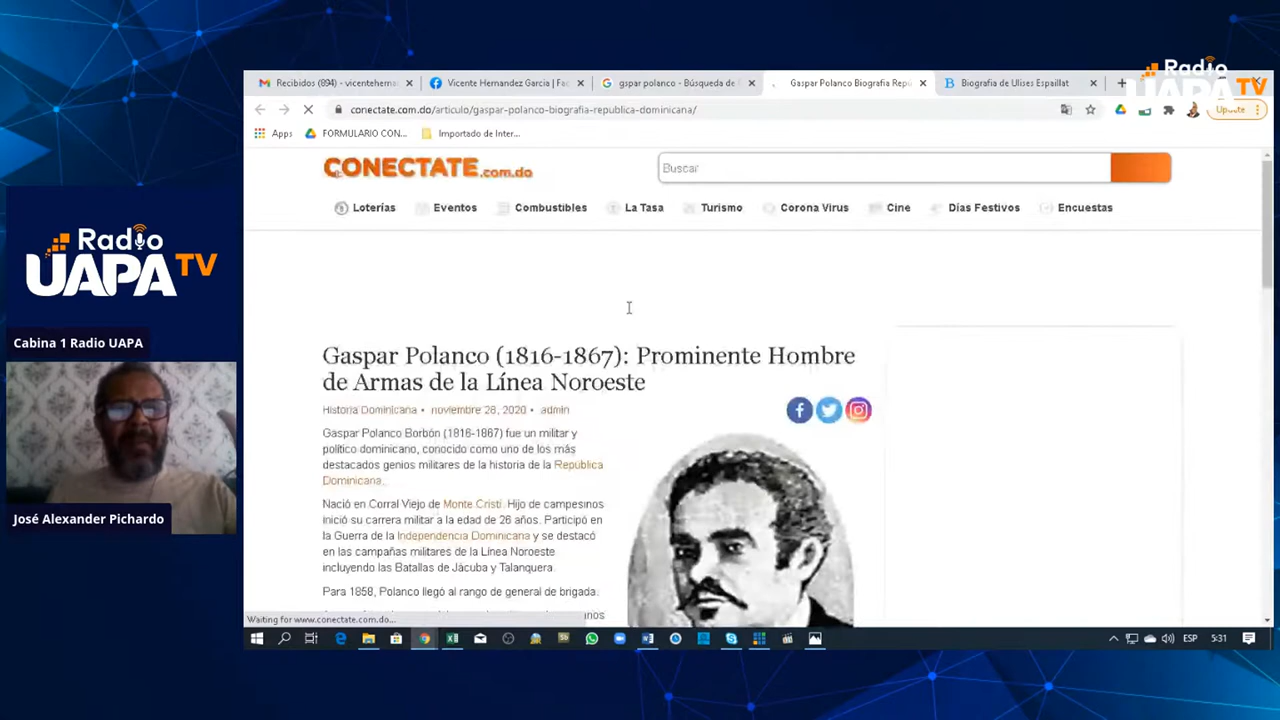 Radio
UAPA TV
Cabina 1 Radio UAPA
José Alexander Pichardo
Radio
UAPA TV
Recibidos (894) - vicentehema
Vicente Hernandez Garcia | Fac
gspar polanco - Búsqueda de
Gaspar Polanco Biografia Repu
Biografia de Ulises Espaillat
conectate.com.do/articulo/gaspar-polanco-biografia-republica-dominicana/
Update
Apps
FORMULARIO CON...
Importado de Inter...
CONECTATE.com.do
Buscar
Loterías
Eventos
Combustibles
La Tasa
Turismo
Corona Virus
Cine
Días Festivos
Encuestas
Gaspar Polanco (1816-1867): Prominente Hombre
de Armas de la Línea Noroeste
Historia Dominicana • noviembre 28, 2020 • admin
Gaspar Polanco Borbón (1816-1867) fue un militar y
político dominicano, conocido como uno de los más
destacados genios militares de la historia de la República
Dominicana.
Nació en Corral Viejo de Monte Cristi. Hijo de campesinos
inició su carrera militar a la edad de 26 años. Participó en
la Guerra de la Independencia Dominicana y se destacó
en las campañas militares de la Línea Noroeste
incluyendo las Batallas de Jácuba y Talanquera.
Para 1858, Polanco llegó al rango de general de brigada.
Waiting for www.conectate.com.do...
ESP
5:31